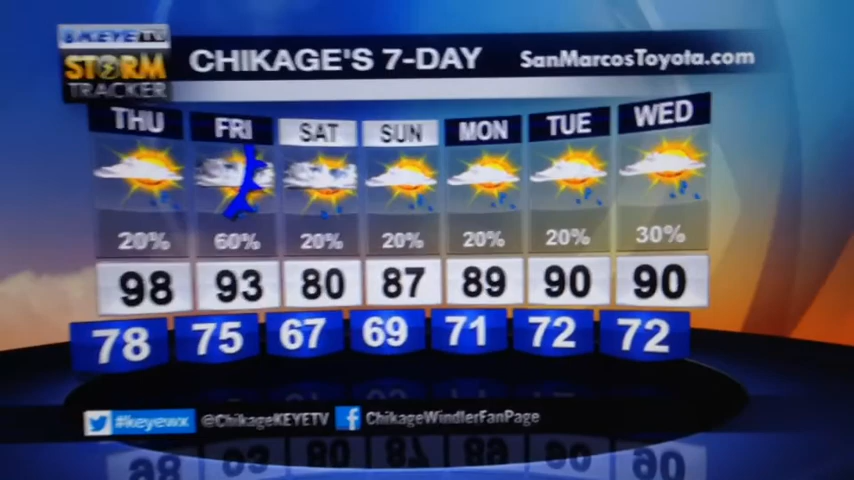 KEYETV
STORM
TRACKER
CHIKAGE'S 7-DAY
SanMarcosToyota.com
THU FRI SAT SUN MON TUE WED
20% 60% 20% 20% 20% 20% 30%
98 93 80 87 89 90 90
78 75 67 69 71 72 72
#keyewx @ChikageKEYETV f ChikageWindlerFanPage